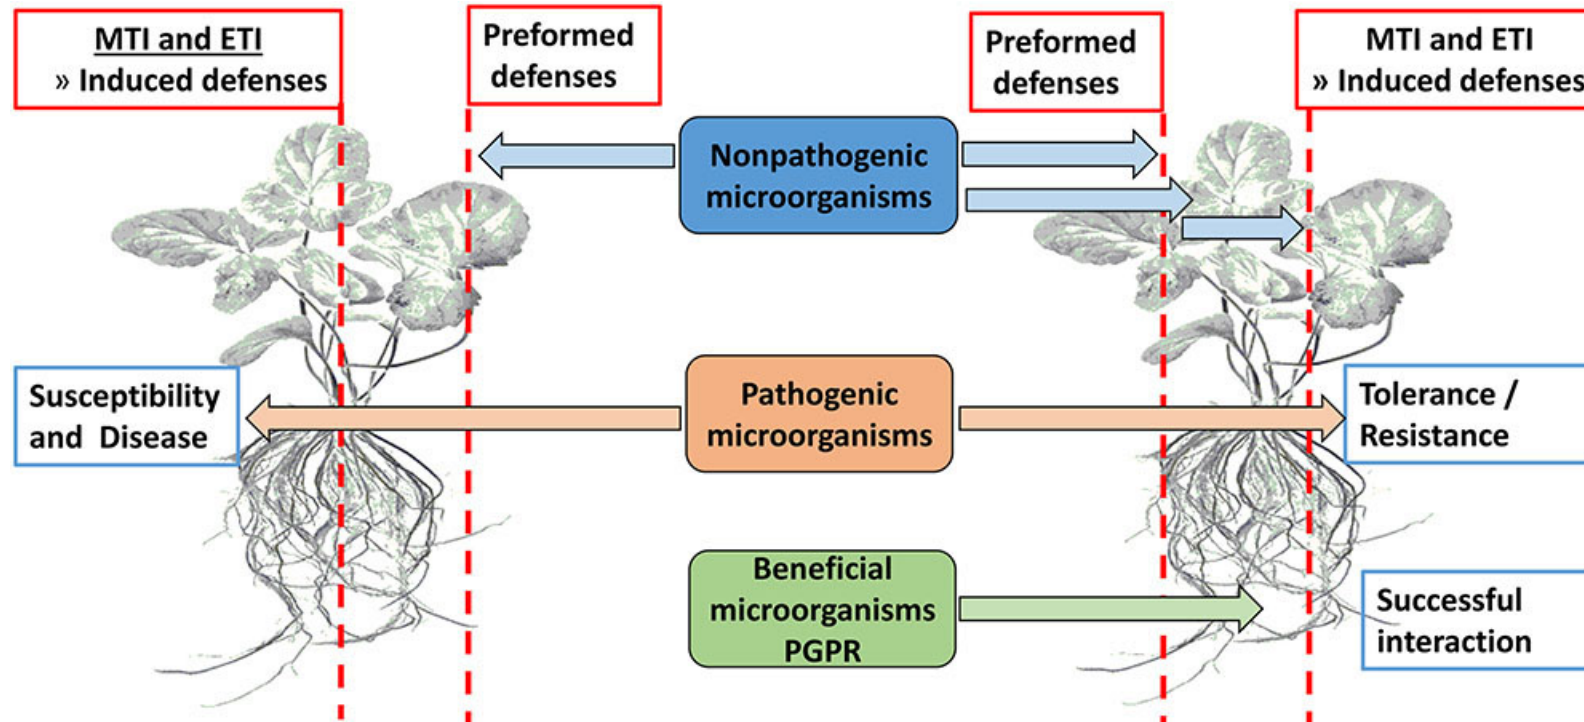 MTI and ETI
» Induced defenses
Preformed
defenses
Preformed
defenses
MTI and ETI
» Induced defenses
Nonpathogenic
microorganisms
Susceptibility
and Disease
Pathogenic
microorganisms
Tolerance /
Resistance
Beneficial
microorganisms
PGPR
Successful
interaction